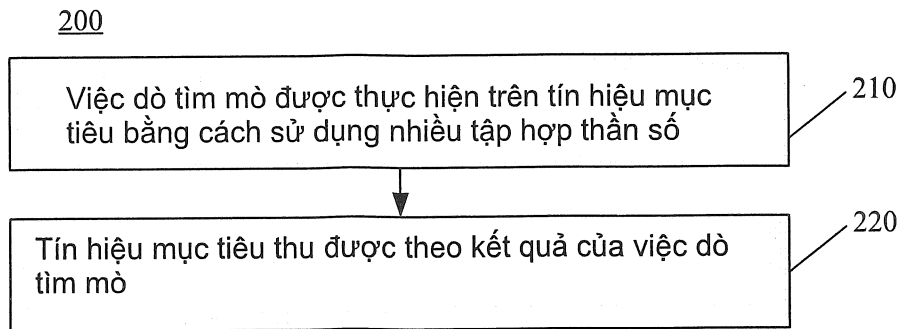 200
Việc dò tìm mò được thực hiện trên tín hiệu mục
tiêu bằng cách sử dụng nhiều tập hợp thần số
210
Tín hiệu mục tiêu thu được theo kết quả của việc dò
tìm mò
220